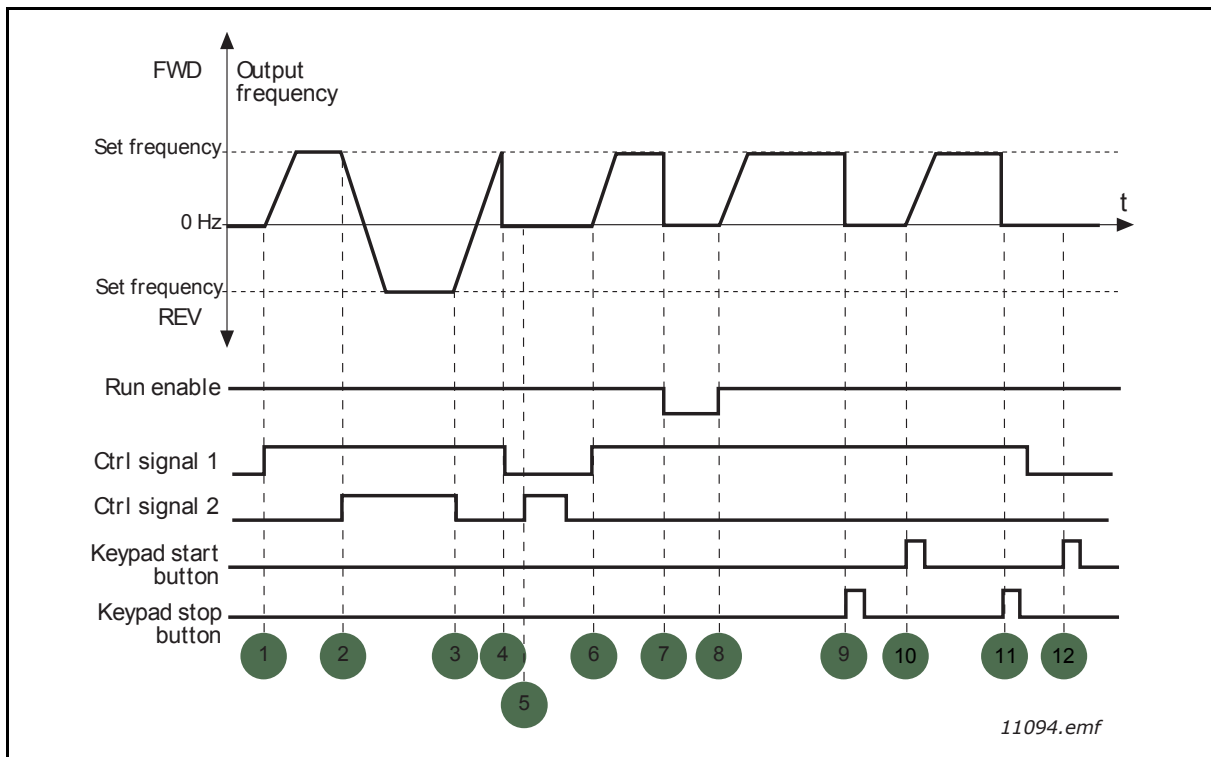 FWD
Output
frequency
Set frequency
t
0 Hz
Set frequency
REV
Run enable
Ctrl signal 1
Ctrl signal 2
Keypad start
button
Keypad stop
button
1 2 3 4 6 7 8 9 10 11 12
5
11094.emf